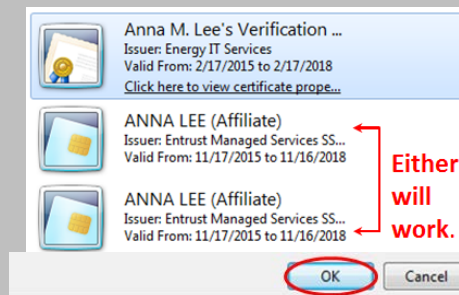 Anna M. Lee's Verification ...
Issuer: Energy IT Services
Valid From: 2/17/2015 to 2/17/2018
Click here to view certificate prope...
ANNA LEE (Affiliate)
Issuer: Entrust Managed Services SS...
Valid From: 11/17/2015 to 11/16/2018
ANNA LEE (Affiliate)
Issuer: Entrust Managed Services SS...
Valid From: 11/17/2015 to 11/16/2018
Either
will
work.
OK
Cancel